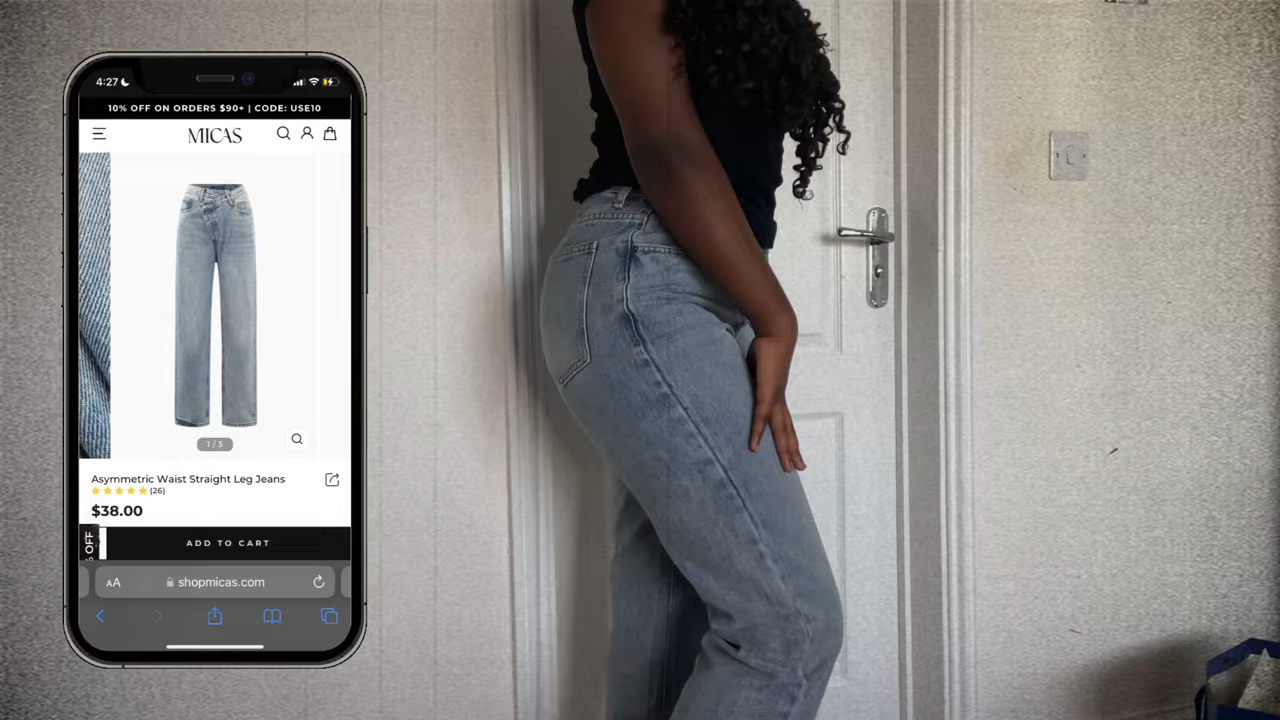 4:27
10% OFF ON ORDERS $90+ | CODE: USE10
MICAS
1 / 3
Asymmetric Waist Straight Leg Jeans
(26)
$38.00
% OFF
ADD TO CART
AA
shopmicas.com